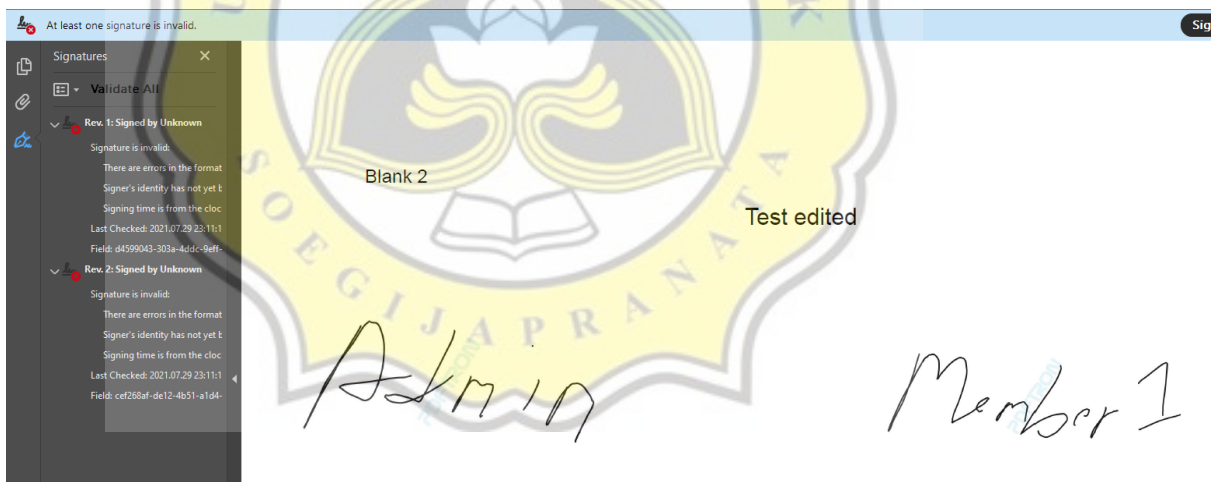 At least one signature is invalid.
Sig
Signatures
Validate All
Rev. 1: Signed by Unknown
Signature is invalid:
There are errors in the format
Signer's identity has not yet b
Signing time is from the cloc
Last Checked: 2021.07.29 23:11:1
Field: d4599043-303a-4ddc-9eff-
Rev. 2: Signed by Unknown
Signature is invalid:
There are errors in the format
Signer's identity has not yet b
Signing time is from the cloc
Last Checked: 2021.07.29 23:11:1
Field: cef268af-de12-4b51-a1d4-
Blank 2
Test edited
SOEGIJAPRANATA
Admin
PDFTRON
Member 1
PDFTRON